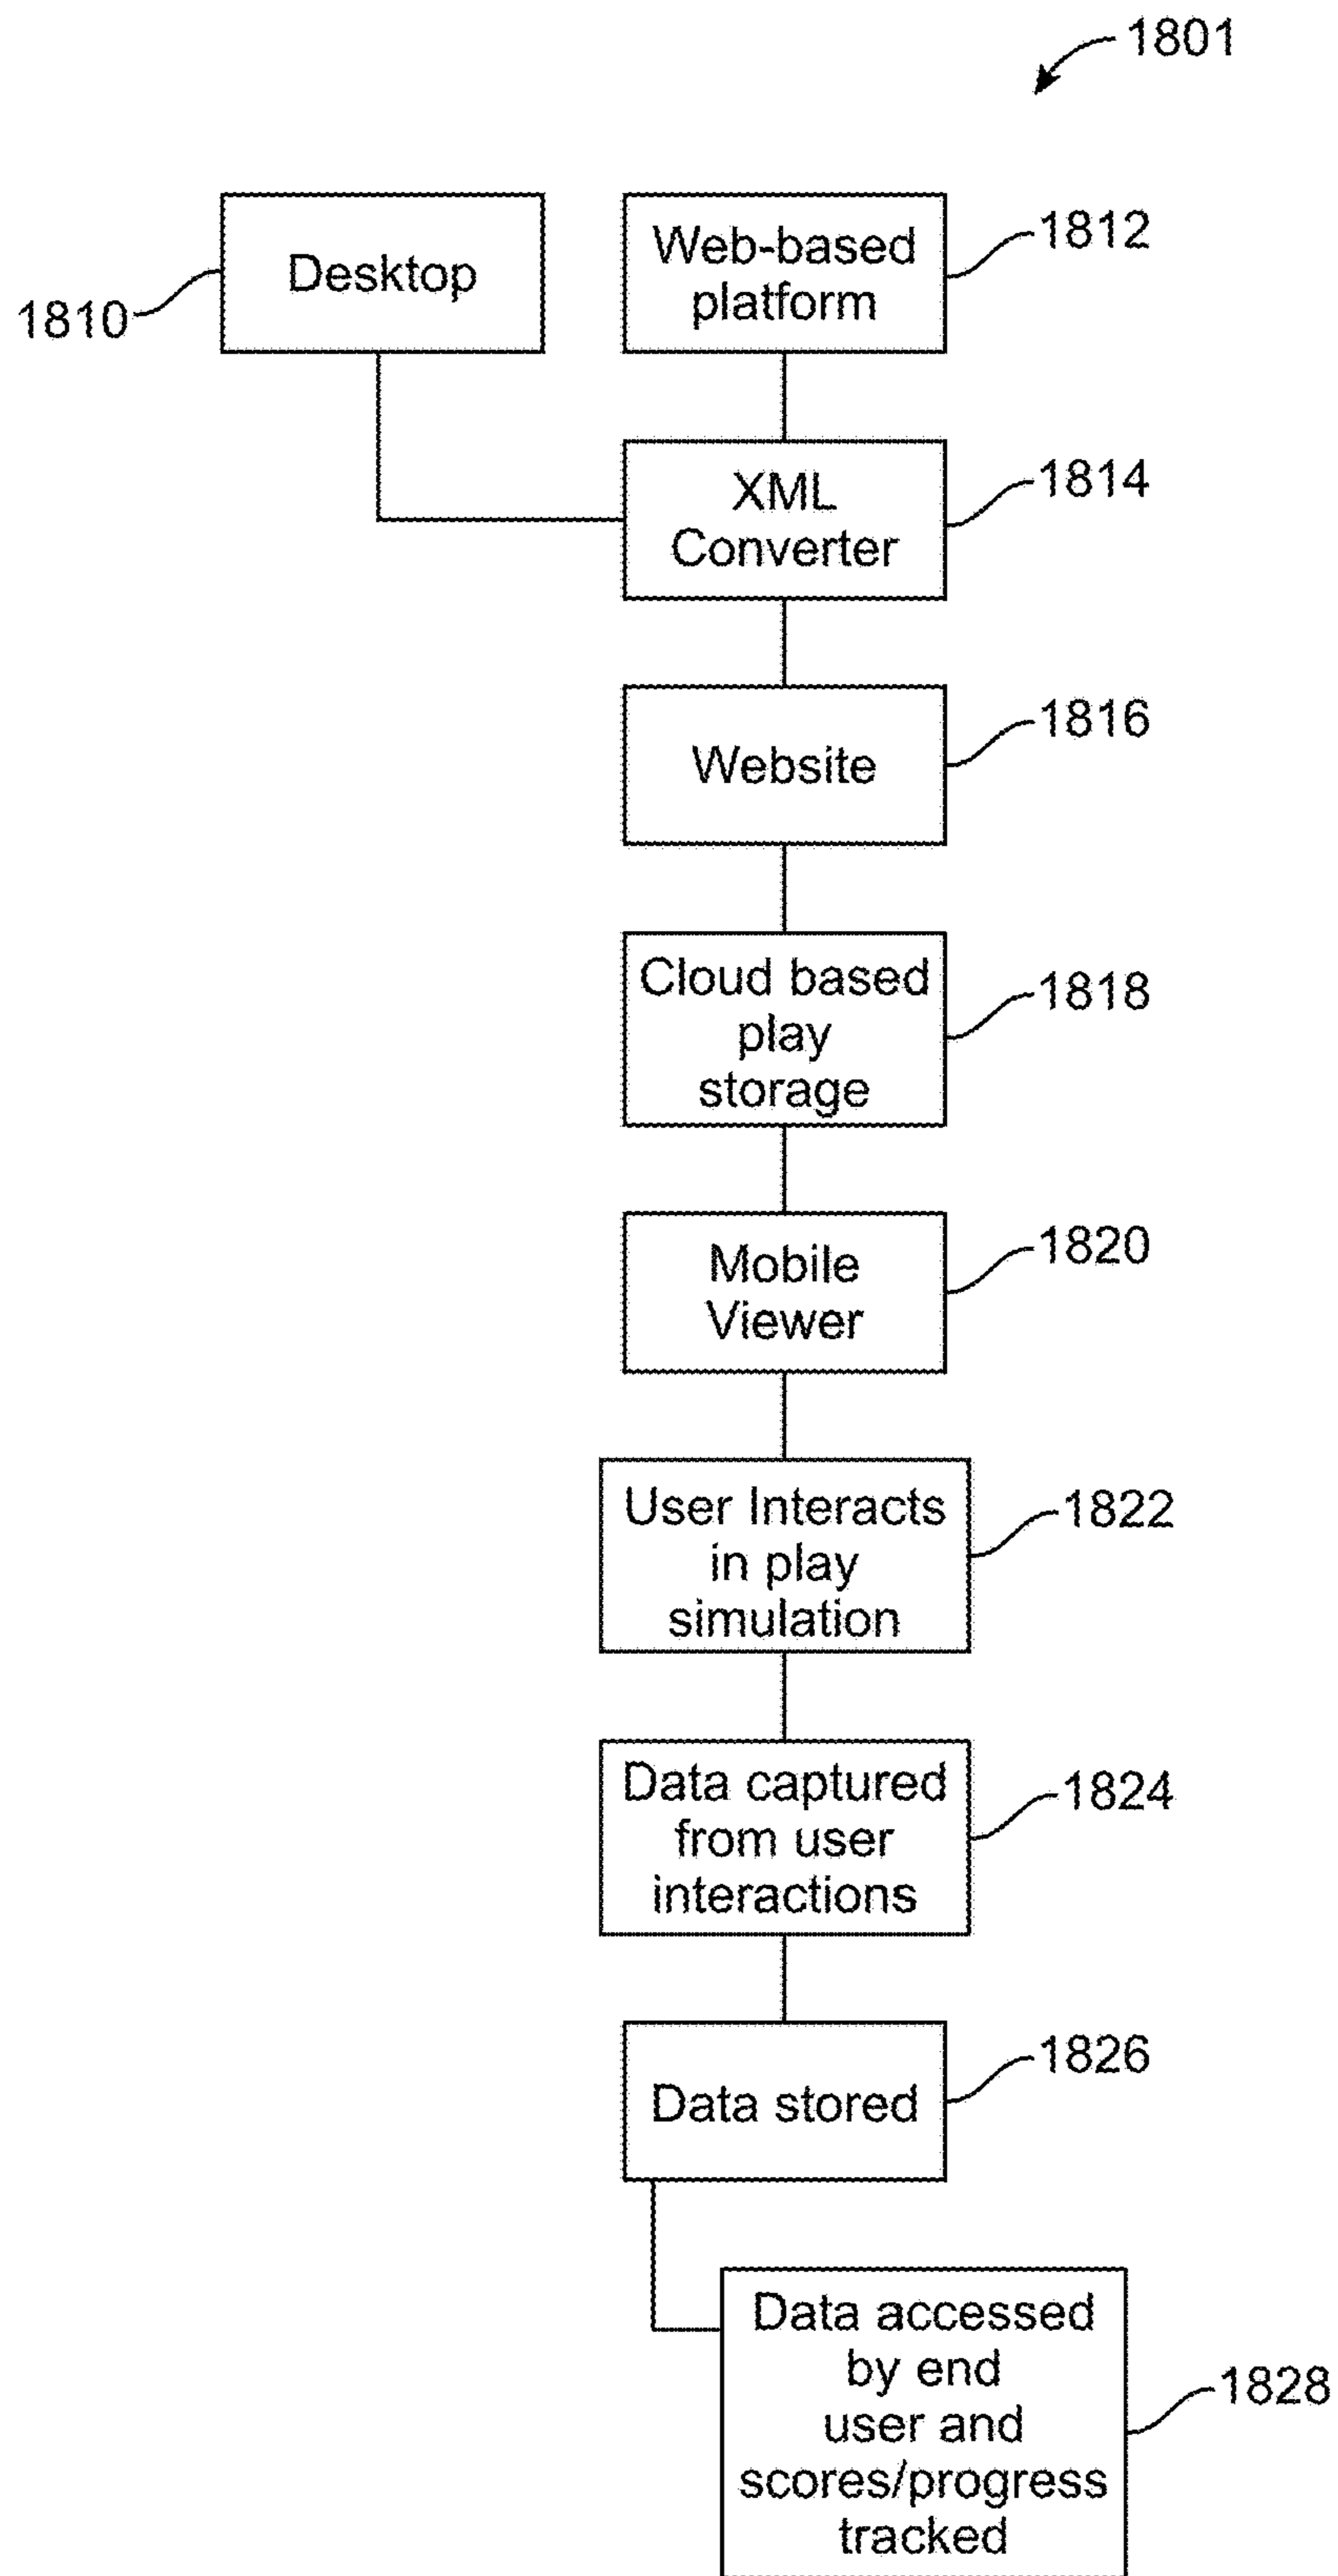 1801
Desktop
1810
Web-based
platform
1812
XML
Converter
1814
Website
1816
Cloud based
play
storage
1818
Mobile
Viewer
1820
User Interacts
in play
simulation
1822
Data captured
from user
interactions
1824
Data stored
1826
Data accessed
by end
user and
scores/progress
tracked
1828